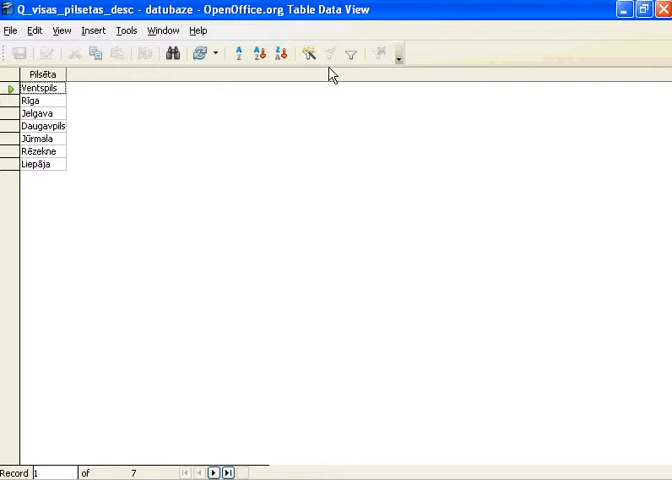 Q_visas_pilsetas_desc - datubaze - OpenOffice.org Table Data View
File Edit View Insert Tools Window Help
Pilsēta
Ventspils
Rīga
Jelgava
Daugavpils
Jūrmala
Rēzekne
Liepāja
Record 1 of 7